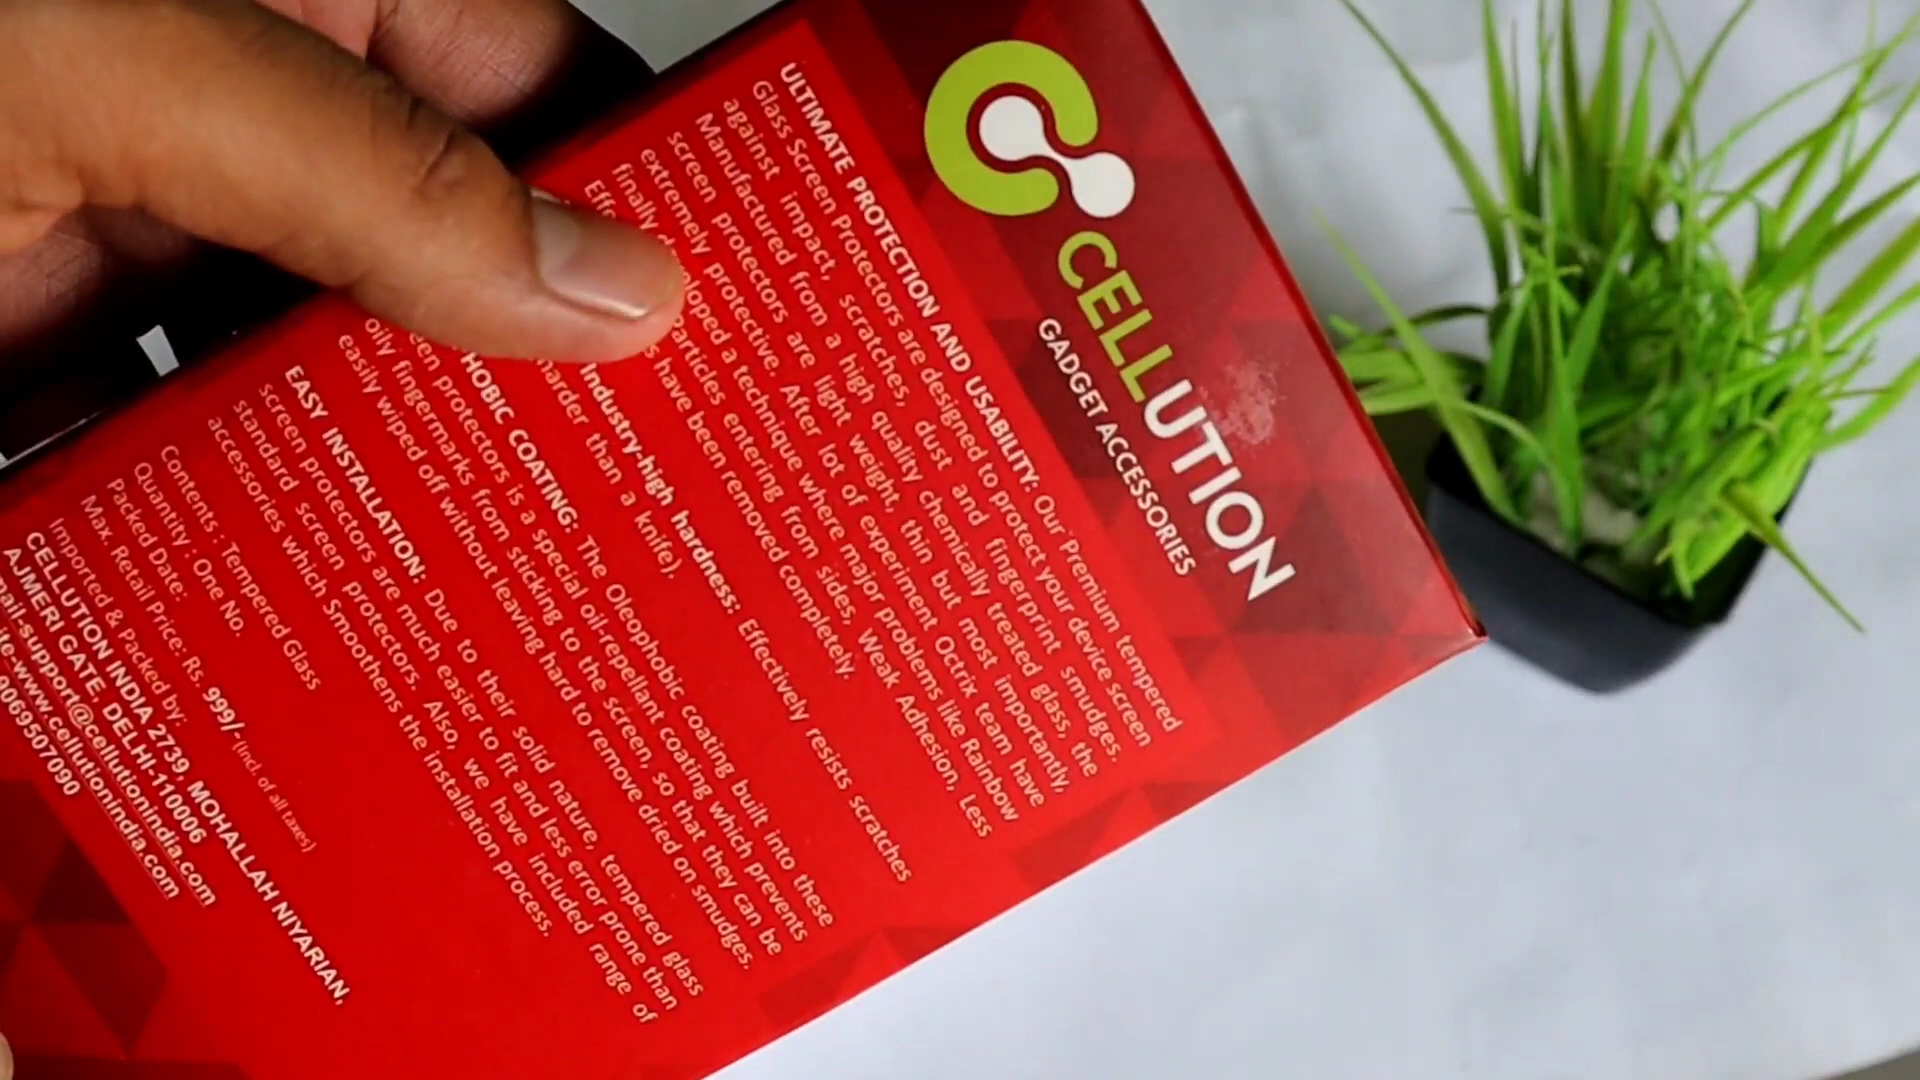 CELLUTION
GADGET ACCESSORIES
ULTIMATE PROTECTION AND USABILITY: Our Premium tempered
Glass Screen Protectors are designed to protect your device screen
against impact, scratches, dust and fingerprint smudges.
Manufactured from a high quality chemically treated glass, the
screen protectors are light weight, thin but most importantly,
extremely protective. After lot of experiment Octrix team have
finally developed a technique where major problems like Rainbow
Particles entering from sides, Weak Adhesion, Less
have been removed completely.
Industry-high hardness: Effectively resists scratches
harder than a knife).
COATING: The Oleophobic coating built into these
protectors is a special oil-repellant coating which prevents
oily fingermarks from sticking to the screen, so that they can be
easily wiped off without leaving hard to remove dried on smudges.
EASY INSTALLATION: Due to their solid nature, tempered glass
screen protectors are much easier to fit and less error prone than
standard screen protectors. Also, we have included range of
accessories which Smoothens the installation process.
Contents : Tempered Glass
Quantity : One No.
Packed Date:
Max. Retail Price: Rs. 999/- (Incl. of all taxes)
Imported & Packed by:
CELLUTION INDIA 2739, MOHALLAH NIYARIAN,
AJMERI GATE, DELHI-110006
support@cellutionindia.com
www.cellutionindia.com